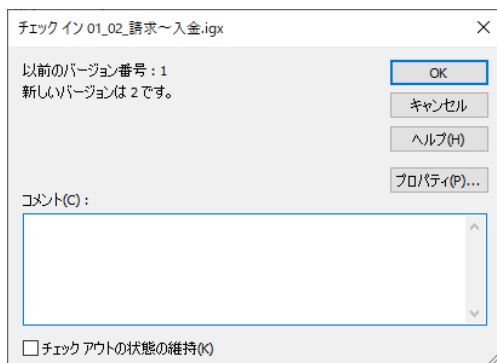 チェック イン 01_02_請求～入金.igx
以前のバージョン番号：1
新しいバージョンは 2 です。
OK
キャンセル
ヘルプ(H)
プロパティ(P)...
コメント(C)：
チェック アウトの状態の維持(K)